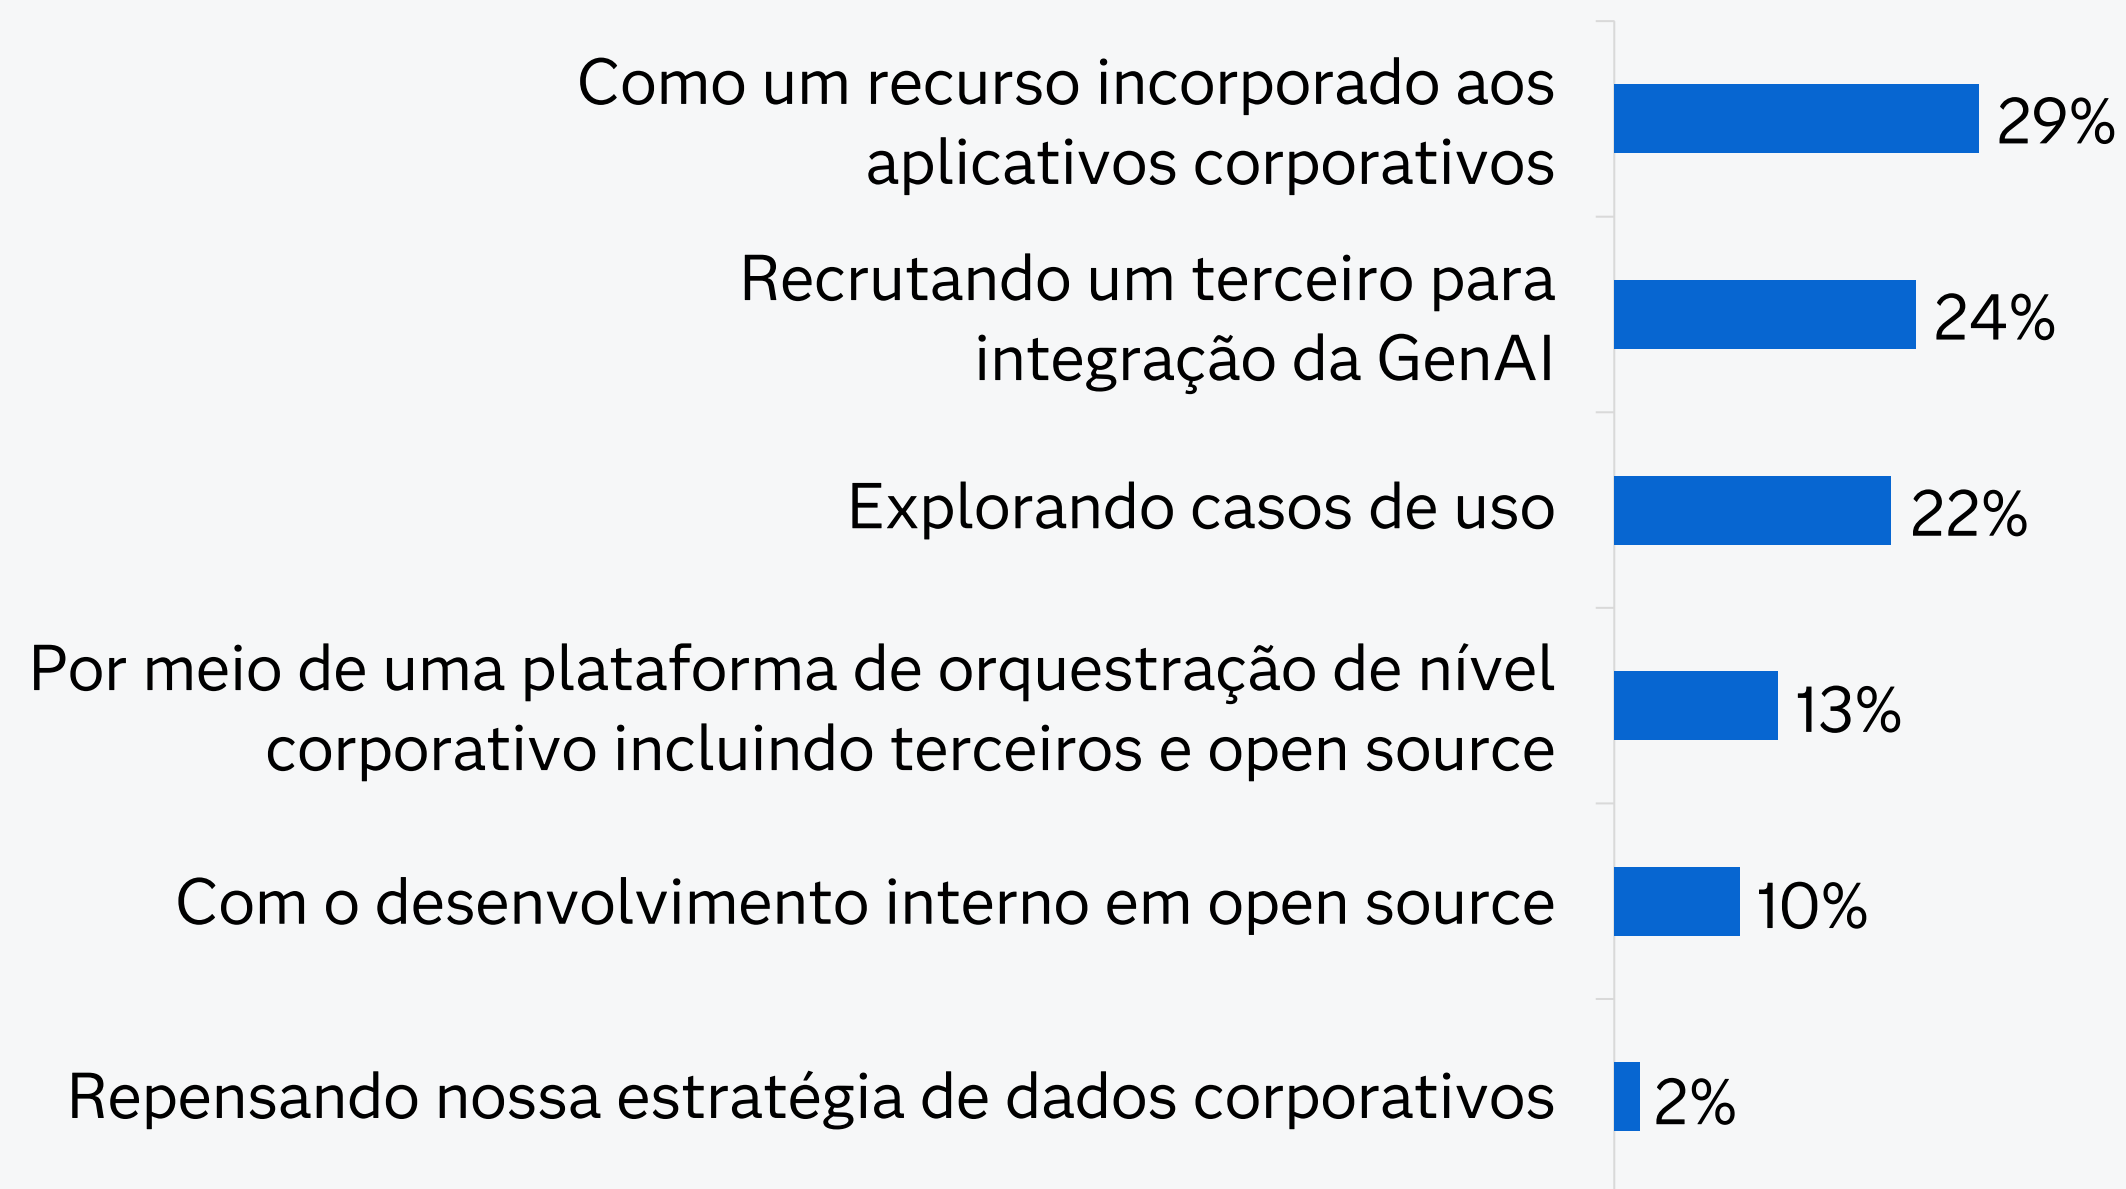 Como um recurso incorporado aos
aplicativos corporativos
29%
Recrutando um terceiro para
integração da GenAI
24%
Explorando casos de uso
22%
Por meio de uma plataforma de orquestração de nível
corporativo incluindo terceiros e open source
13%
Com o desenvolvimento interno em open source
10%
Repensando nossa estratégia de dados corporativos
2%